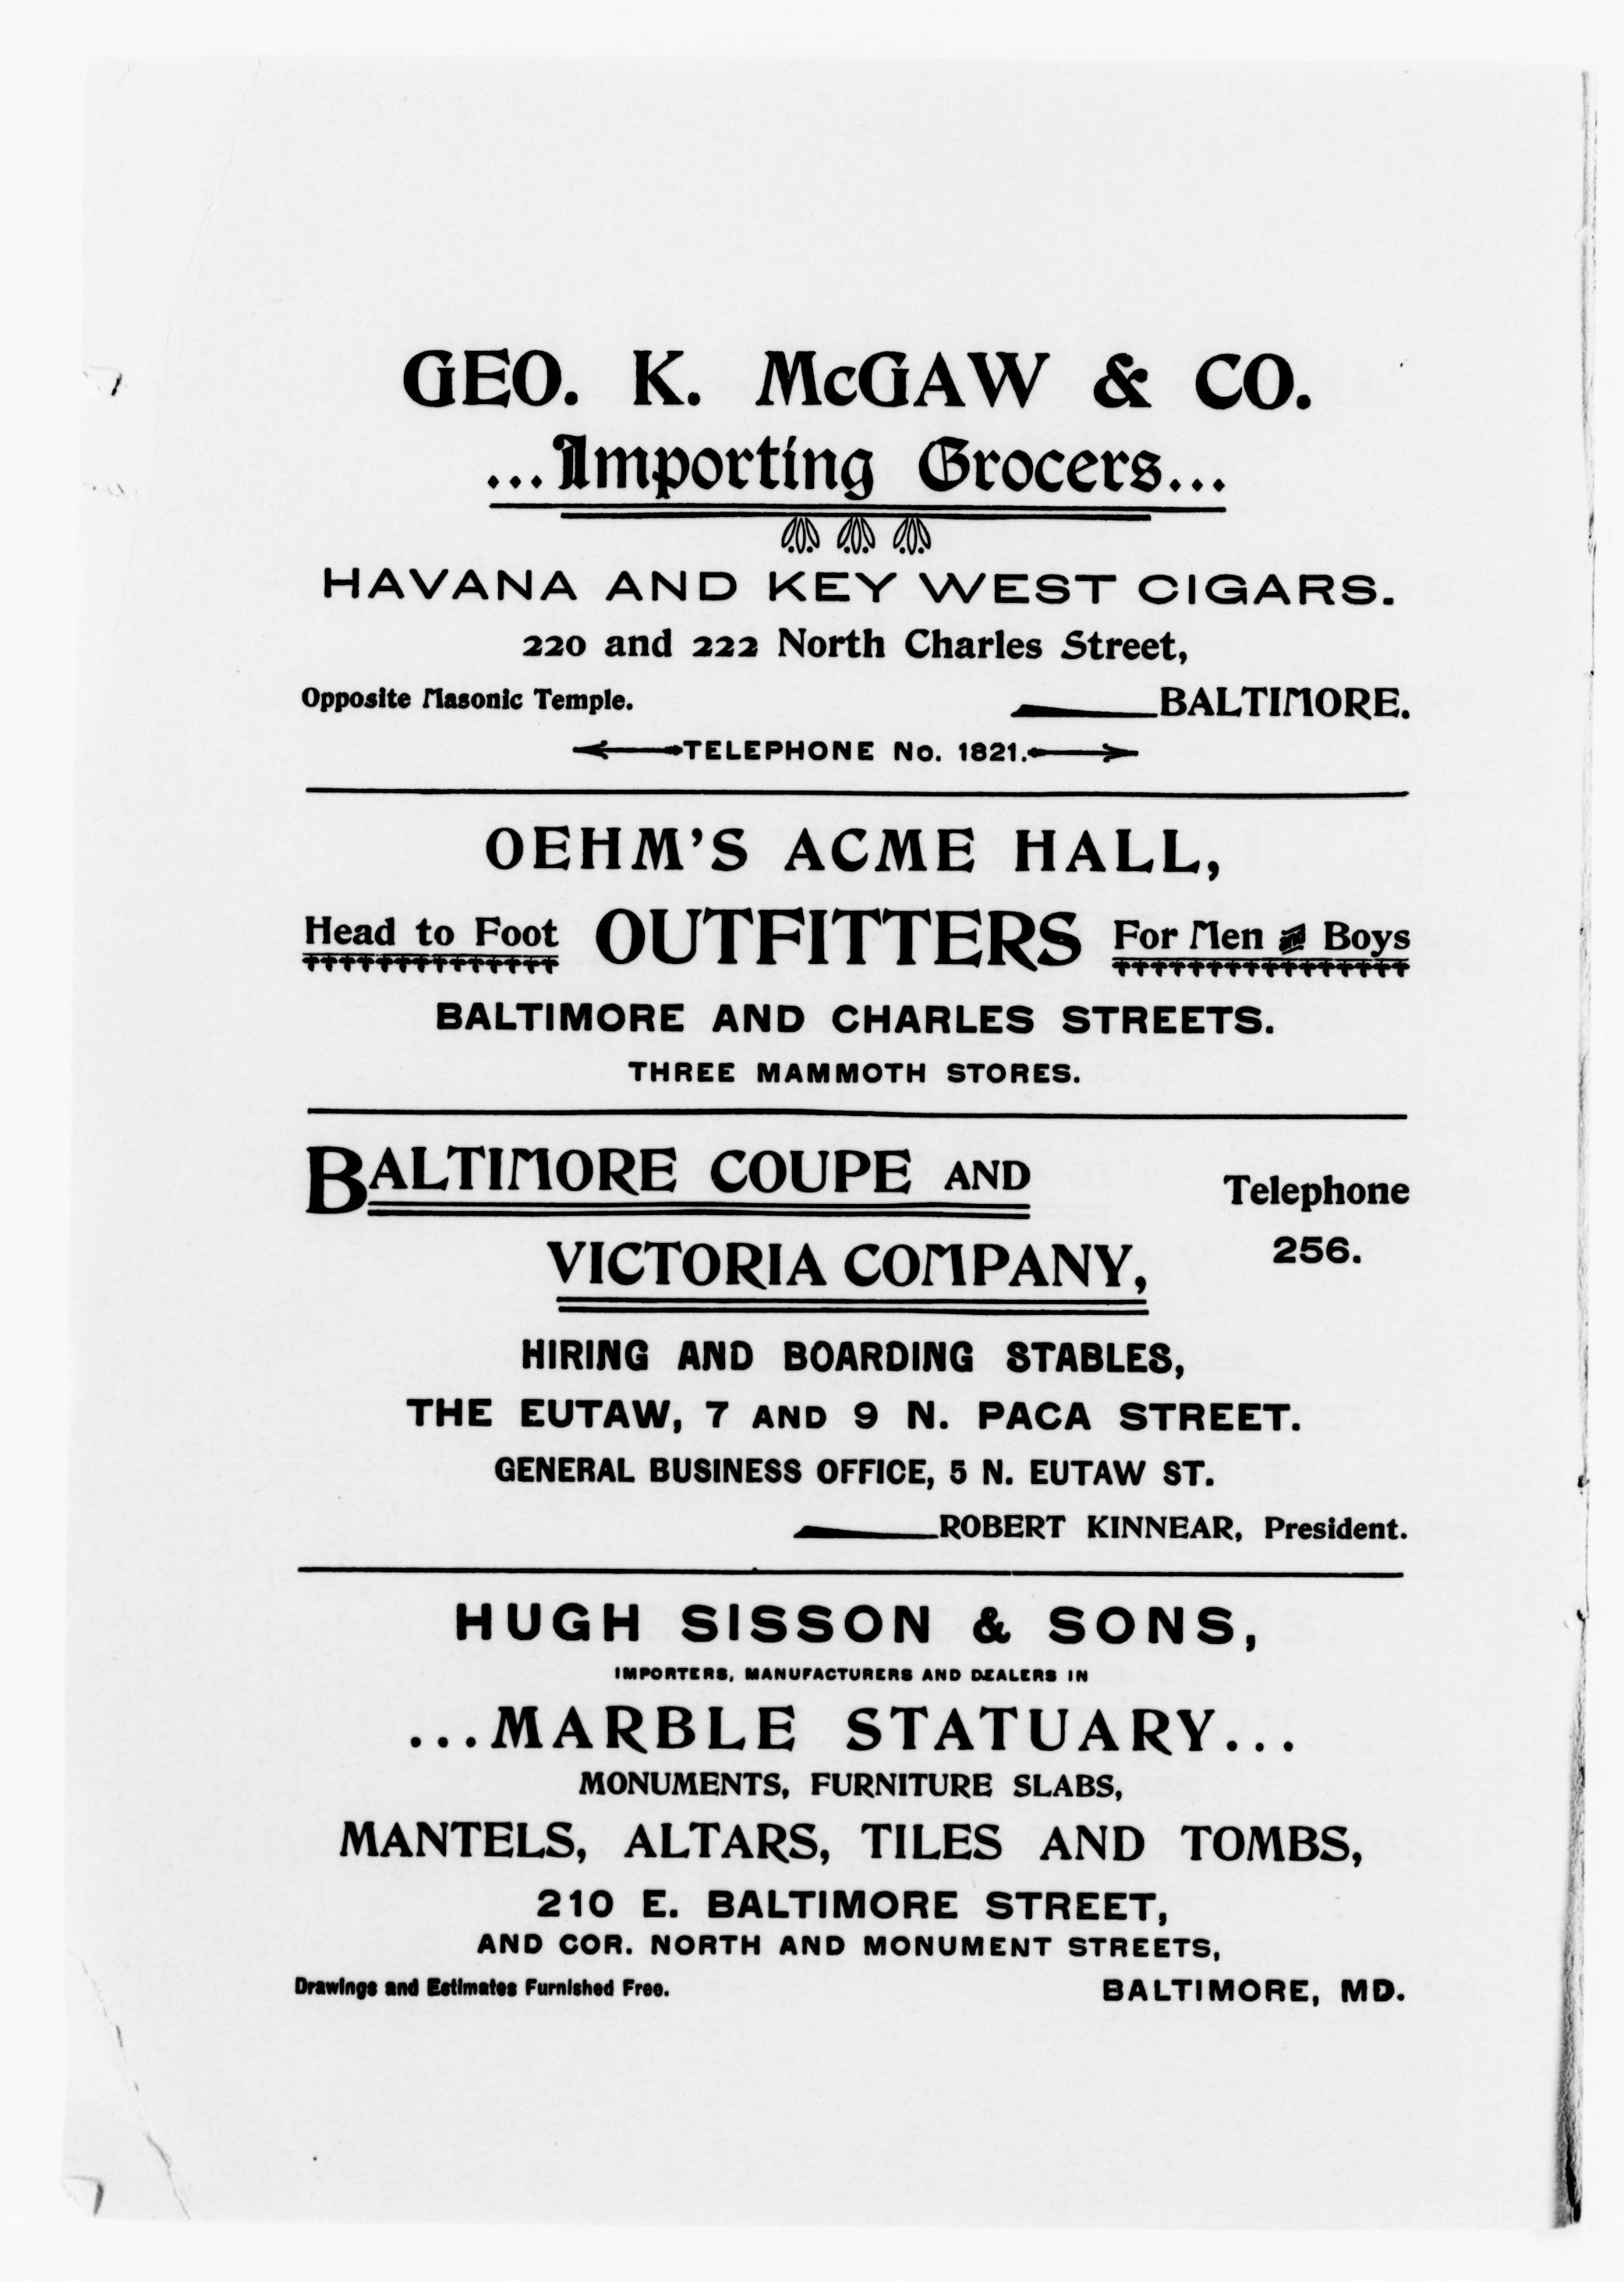 GEO. K. McGAW & CO.
...Importing Grocers...
HAVANA AND KEY WEST CIGARS.
220 and 222 North Charles Street,
Opposite Masonic Temple. BALTIMORE.
TELEPHONE No. 1821.
OEHM'S ACME HALL,
Head to Foot OUTFITTERS For Men and Boys
BALTIMORE AND CHARLES STREETS.
THREE MAMMOTH STORES.
BALTIMORE COUPE AND
Telephone
VICTORIA COMPANY,
256.
HIRING AND BOARDING STABLES,
THE EUTAW, 7 AND 9 N. PACA STREET.
GENERAL BUSINESS OFFICE, 5 N. EUTAW ST.
ROBERT KINNEAR, President.
HUGH SISSON & SONS,
IMPORTERS, MANUFACTURERS AND DEALERS IN
...MARBLE STATUARY...
MONUMENTS, FURNITURE SLABS,
MANTELS, ALTARS, TILES AND TOMBS,
210 E. BALTIMORE STREET,
AND COR. NORTH AND MONUMENT STREETS,
Drawings and Estimates Furnished Free. BALTIMORE, MD.